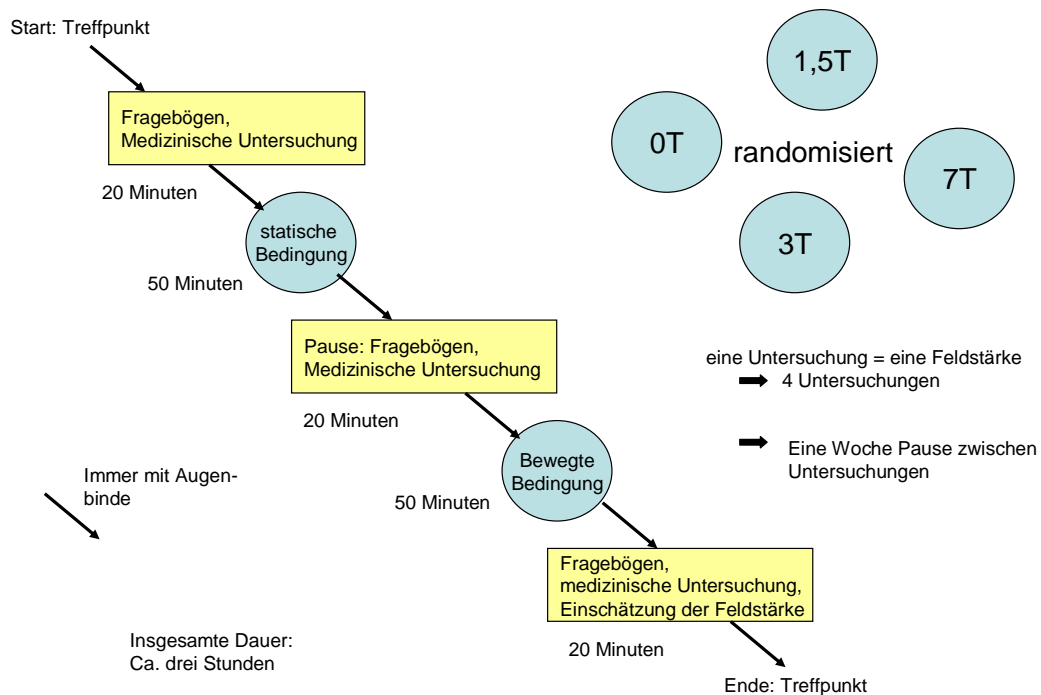 Start: Treffpunkt
Fragebögen,
Medizinische Untersuchung
20 Minuten
statische
Bedingung
50 Minuten
Pause: Fragebögen,
Medizinische Untersuchung
20 Minuten
Bewegte
Bedingung
50 Minuten
Fragebögen,
medizinische Untersuchung,
Einschätzung der Feldstärke
20 Minuten
Ende: Treffpunkt
Immer mit Augen-
binde
Insgesamte Dauer:
Ca. drei Stunden
1,5T
0T
randomisiert
7T
3T
eine Untersuchung = eine Feldstärke
4 Untersuchungen
Eine Woche Pause zwischen
Untersuchungen